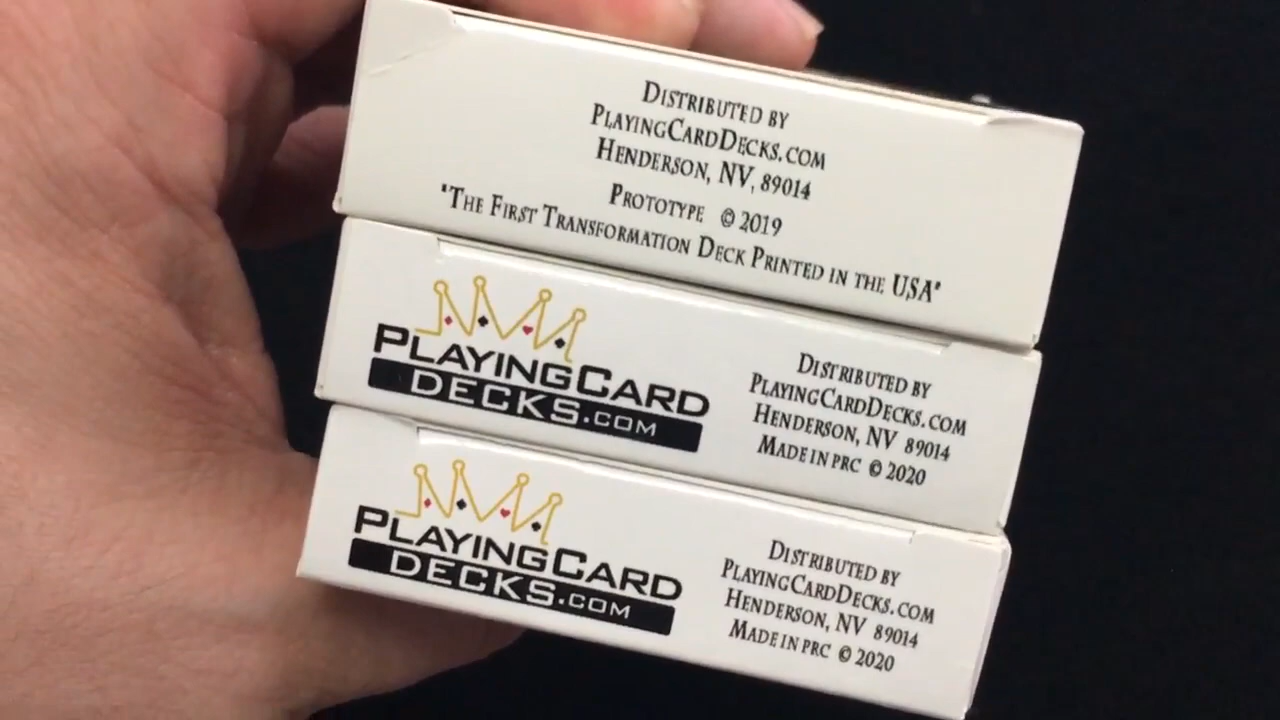 DISTRIBUTED BY
PLAYINGCARDDECKS.COM
HENDERSON, NV, 89014
PROTOTYPE © 2019
"THE FIRST TRANSFORMATION DECK PRINTED IN THE USA"
PLAYINGCARD
DECKS.COM
DISTRIBUTED BY
PLAYINGCARDDECKS.COM
HENDERSON, NV 89014
MADE IN PRC © 2020
PLAYINGCARD
DECKS.COM
DISTRIBUTED BY
PLAYINGCARDDECKS.COM
HENDERSON, NV 89014
MADE IN PRC © 2020